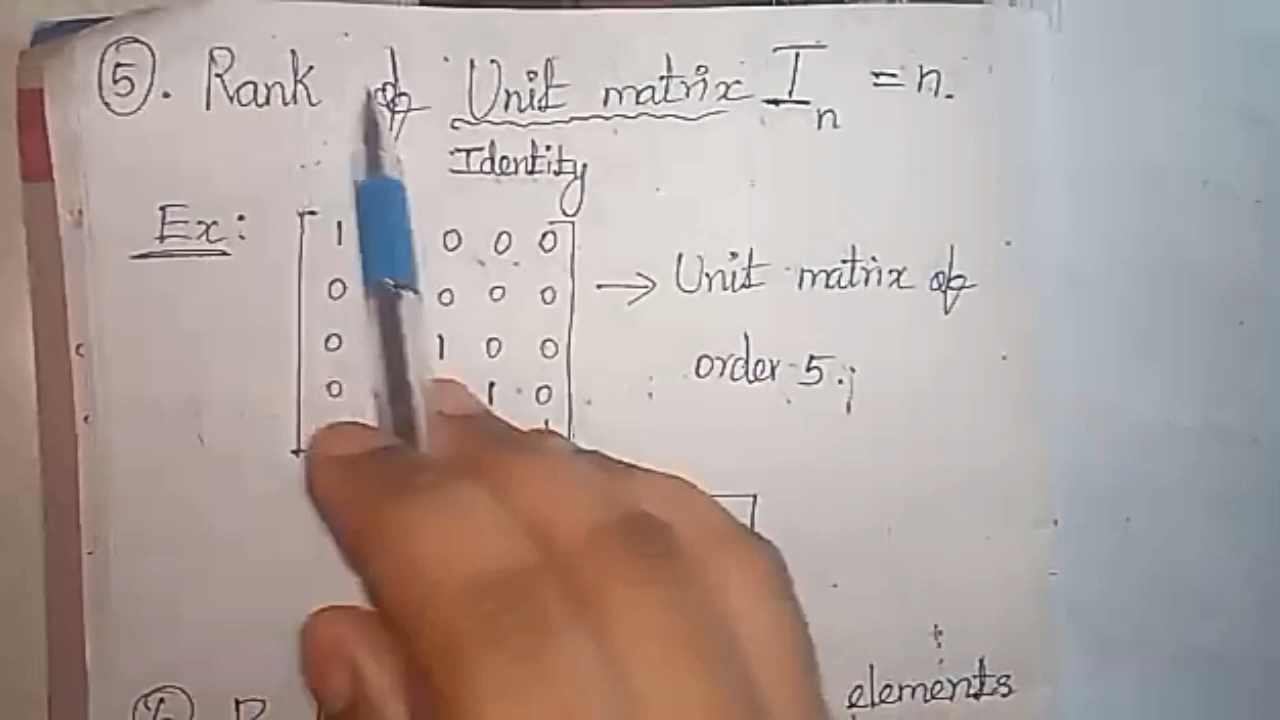 5. Rank of Unit matrix Iₙ = n.
Identity
Ex:
1 0 0 0
0 0 0 0
0 1 0 0
0 1 0
→ Unit matrix of
order 5.
elements